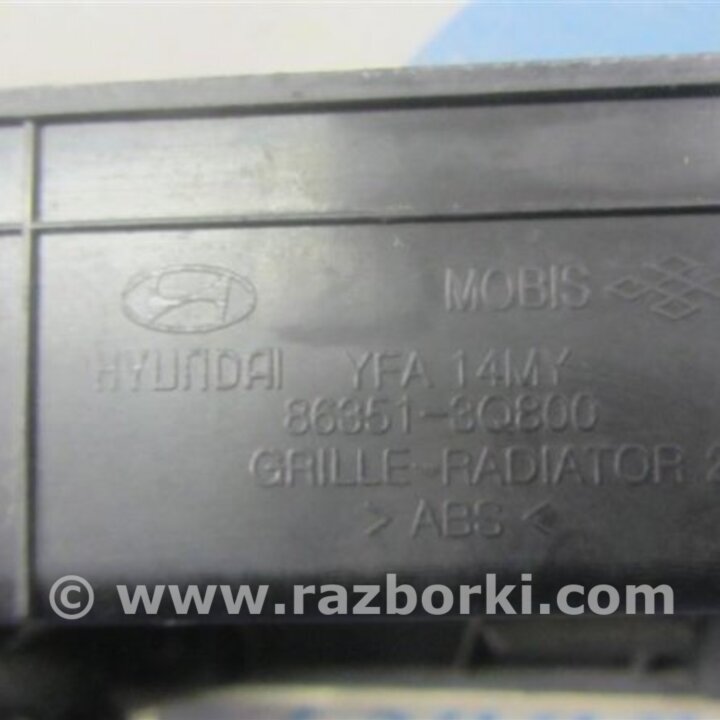 MOBIS
HYUNDAI YFA 14MY
86351-3Q800
GRILLE-RADIATOR 2
> ABS <
© www.razborki.com